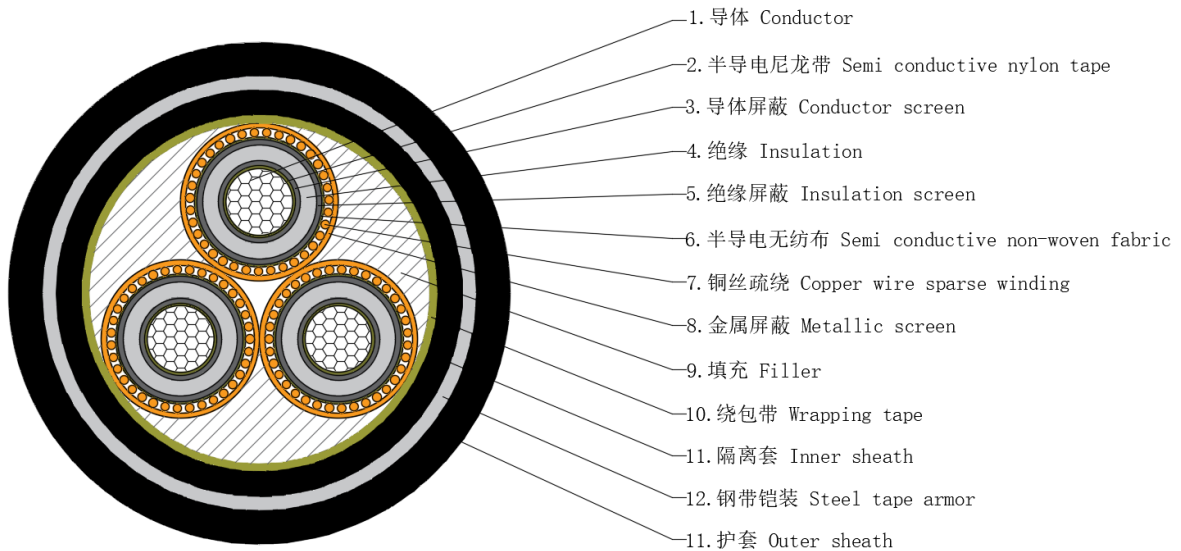 1.导体 Conductor
2.半导电尼龙带 Semi conductive nylon tape
3.导体屏蔽 Conductor screen
4.绝缘 Insulation
5.绝缘屏蔽 Insulation screen
6.半导电无纺布 Semi conductive non-woven fabric
7.铜丝疏绕 Copper wire sparse winding
8.金属屏蔽 Metallic screen
9.填充 Filler
10.绕包带 Wrapping tape
11.隔离套 Inner sheath
12.钢带铠装 Steel tape armor
11.护套 Outer sheath